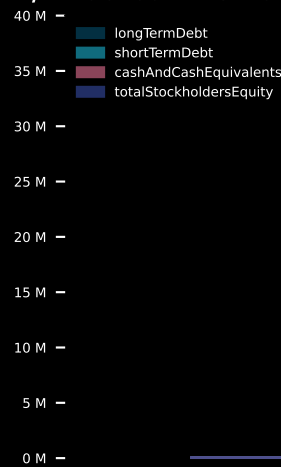 40 M
longTermDebt
shortTermDebt
35 M
cashAndCashEquivalents
totalStockholdersEquity
30 M
25 M
20 M
15 M
10 M
5 M
0 M